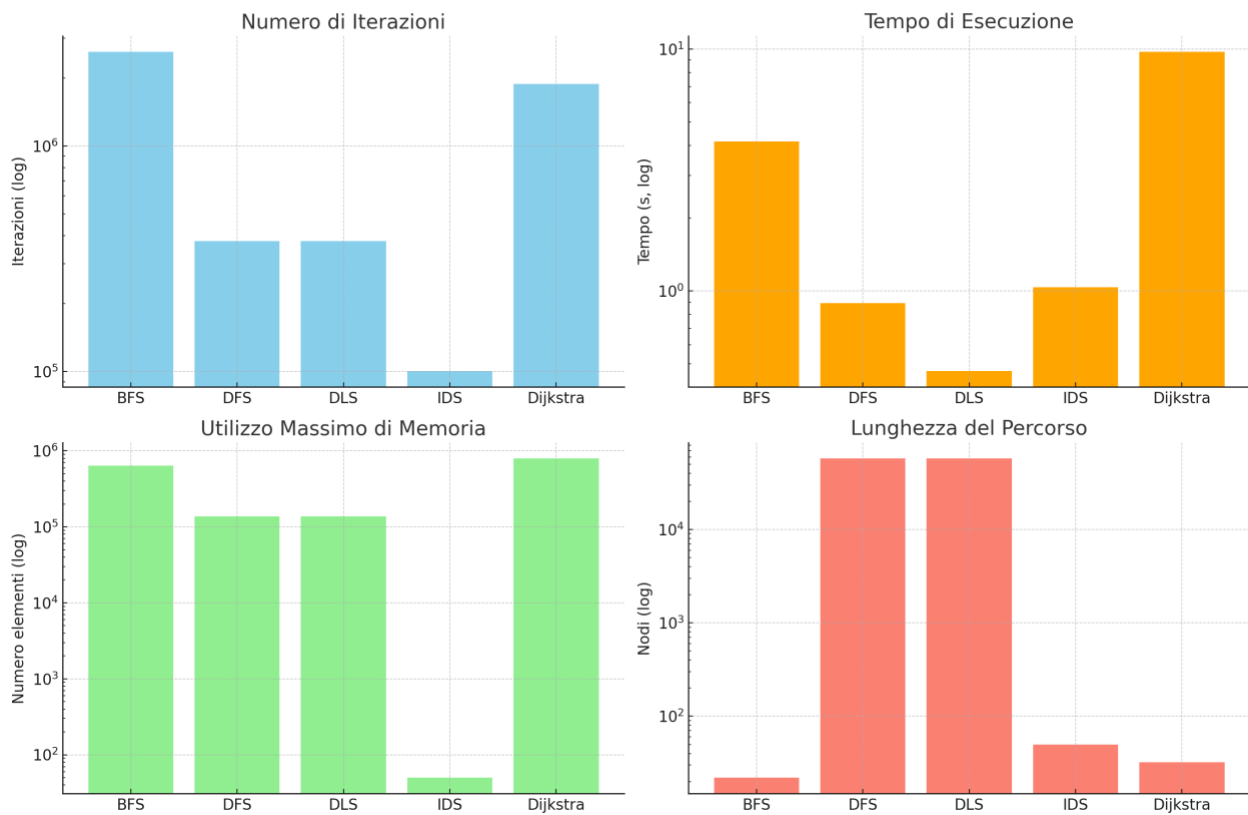 Numero di Iterazioni
Iterazioni (log)
10^6
10^5
BFS DFS DLS IDS Dijkstra
Tempo di Esecuzione
Tempo (s, log)
10^1
10^0
BFS DFS DLS IDS Dijkstra
Utilizzo Massimo di Memoria
Numero elementi (log)
10^6
10^5
10^4
10^3
10^2
BFS DFS DLS IDS Dijkstra
Lunghezza del Percorso
Nodi (log)
10^4
10^3
10^2
BFS DFS DLS IDS Dijkstra